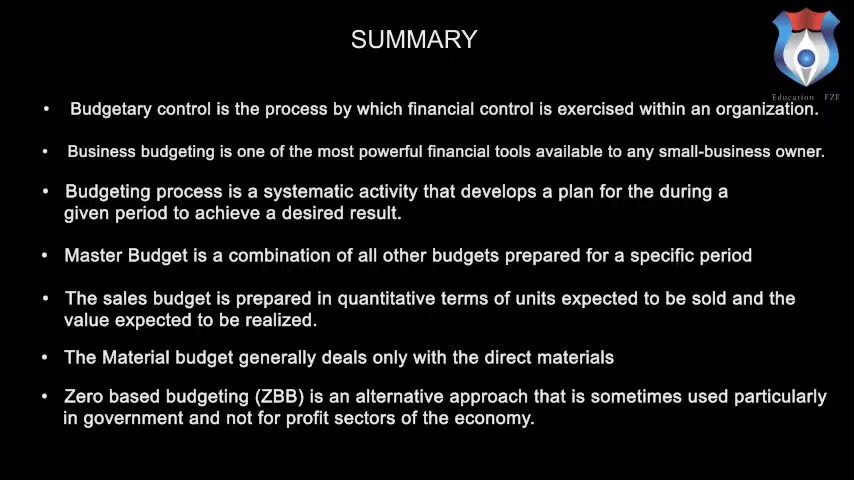 SUMMARY
Education FZE
• Budgetary control is the process by which financial control is exercised within an organization.
• Business budgeting is one of the most powerful financial tools available to any small-business owner.
• Budgeting process is a systematic activity that develops a plan for the during a
given period to achieve a desired result.
• Master Budget is a combination of all other budgets prepared for a specific period
• The sales budget is prepared in quantitative terms of units expected to be sold and the
value expected to be realized.
• The Material budget generally deals only with the direct materials
• Zero based budgeting (ZBB) is an alternative approach that is sometimes used particularly
in government and not for profit sectors of the economy.